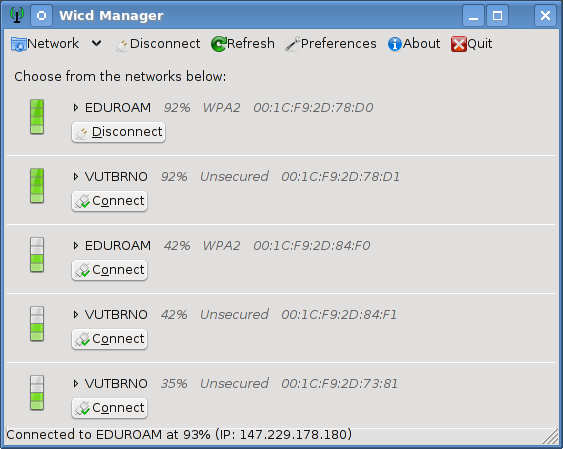 Wicd Manager
Network Disconnect Refresh Preferences About Quit
Choose from the networks below:
EDUROAM 92% WPA2 00:1C:F9:2D:78:D0
Disconnect
VUTBRNO 92% Unsecured 00:1C:F9:2D:78:D1
Connect
EDUROAM 42% WPA2 00:1C:F9:2D:84:F0
Connect
VUTBRNO 42% Unsecured 00:1C:F9:2D:84:F1
Connect
VUTBRNO 35% Unsecured 00:1C:F9:2D:73:81
Connect
Connected to EDUROAM at 93% (IP: 147.229.178.180)